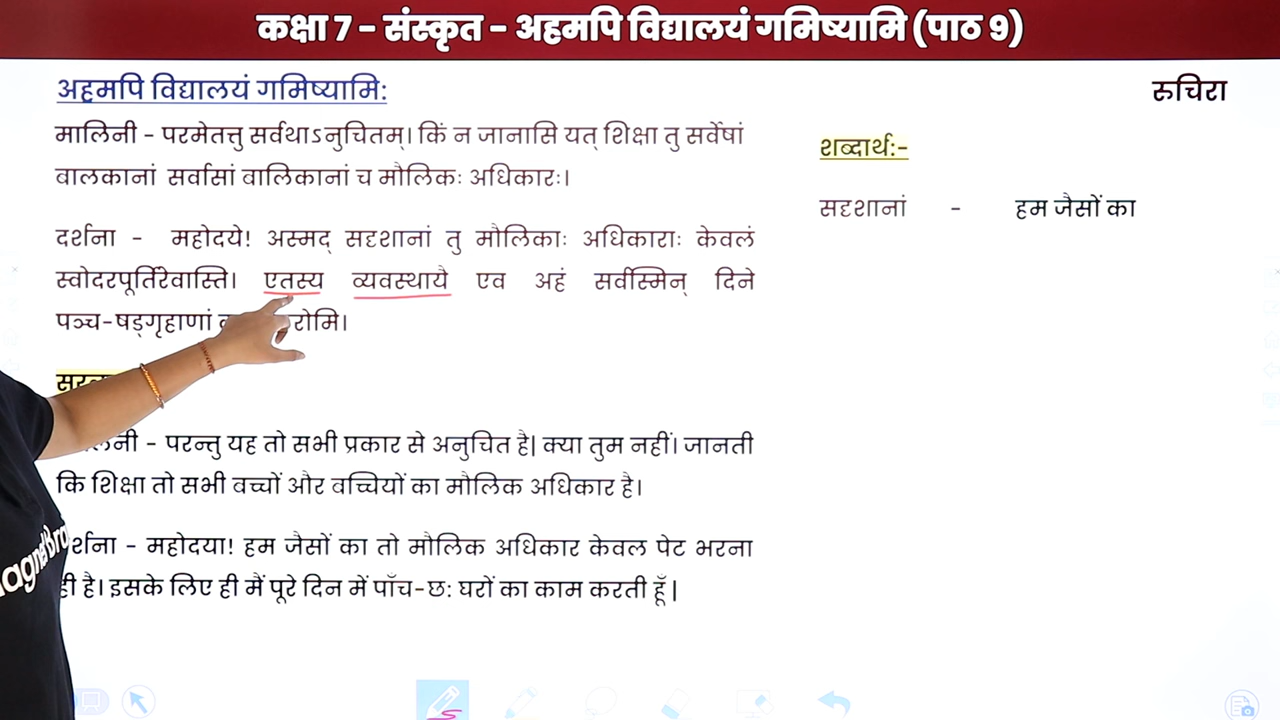 कक्षा 7 - संस्कृत - अहमपि विद्यालयं गमिष्यामि (पाठ 9)
अहमपि विद्यालयं गमिष्यामि:
रुचिरा
मालिनी - परमेतत्तु सर्वथाऽनुचितम्। किं न जानासि यत् शिक्षा तु सर्वेषां
बालकानां सर्वासां बालिकानां च मौलिकः अधिकारः।
दर्शना - महोदये! अस्मद् सदृशानां तु मौलिकाः अधिकाराः केवलं
स्वोदरपूर्तिरेवास्ति। एतस्य व्यवस्थायै एव अहं सर्वस्मिन् दिने
पञ्च-षड्गृहाणां रोमि।
शब्दार्थ:-
सदृशानां - हम जैसों का
नी - परन्तु यह तो सभी प्रकार से अनुचित है| क्या तुम नहीं। जानती
कि शिक्षा तो सभी बच्चों और बच्चियों का मौलिक अधिकार है।
र्शना - महोदया! हम जैसों का तो मौलिक अधिकार केवल पेट भरना
ही है। इसके लिए ही मैं पूरे दिन में पाँच-छ: घरों का काम करती हूँ |